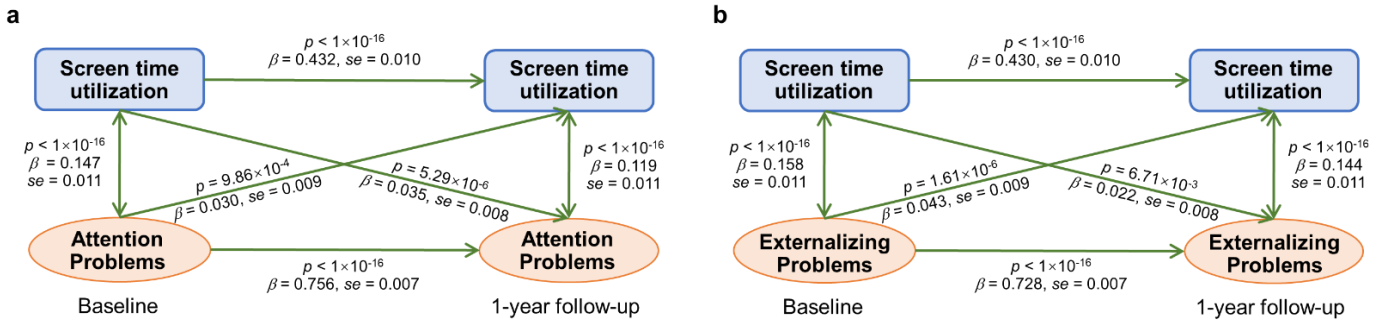 a
p < 1×10-16
β = 0.432, se = 0.010
Screen time
utilization
Screen time
utilization
p < 1×10-16
β = 0.147
se = 0.011
p = 9.86×10-4
β = 0.030, se = 0.009
p = 5.29×10-6
β = 0.035, se = 0.008
p < 1×10-16
β = 0.119
se = 0.011
Attention
Problems
Attention
Problems
p < 1×10-16
β = 0.756, se = 0.007
Baseline
1-year follow-up
b
p < 1×10-16
β = 0.430, se = 0.010
Screen time
utilization
Screen time
utilization
p < 1×10-16
β = 0.158
se = 0.011
p = 1.61×10-6
β = 0.043, se = 0.009
p = 6.71×10-3
β = 0.022, se = 0.008
p < 1×10-16
β = 0.144
se = 0.011
Externalizing
Problems
Externalizing
Problems
p < 1×10-16
β = 0.728, se = 0.007
Baseline
1-year follow-up